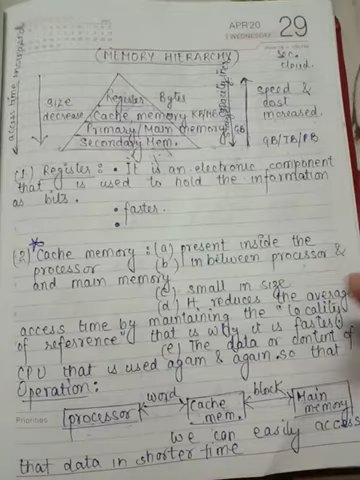 APR'20
WEDNESDAY
29
(MEMORY HIERARCHY)
Sec.
cloud.
access time increased
size
decrease
Register Bytes
Cache memory KB/MB
Primary/Main Memory GB
Secondary Mem.
speed &
cost
increased.
GB/TB/PB
(1) Register: • It is an electronic component
that is used to hold the information
as bits.
• faster.
•
(2) Cache memory: (a) present inside the
processor (b) in between processor &
and main memory
(c) small in size
(d) It reduces the average
access time by maintaining the "locality
of reference that is why it is faster)
(e) The data or content of
CPU that is used again & again so that
Operation:
processor
word
Cache
mem.
block
Main
memory
Priorities
we can easily access
that data in shorter time